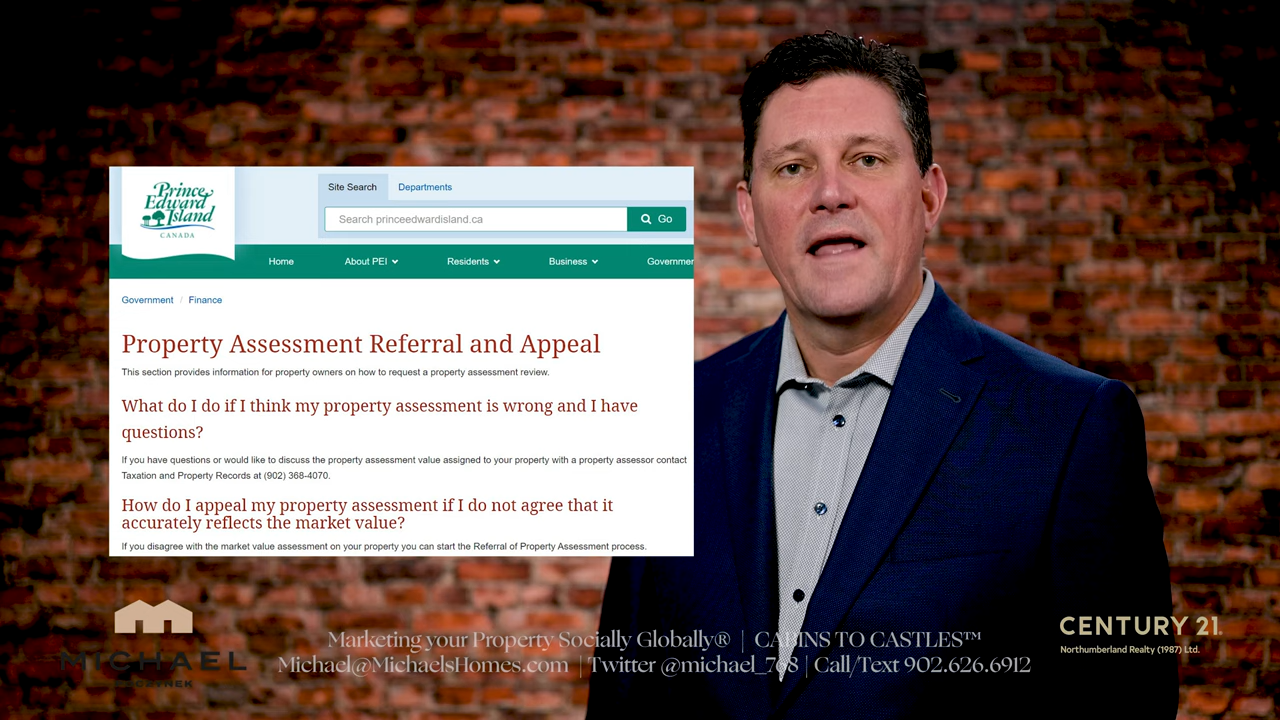 Prince
Edward
Island
CANADA
Site Search
Departments
Search princeedwardisland.ca
Go
Home
About PEI
Residents
Business
Governmen
Government / Finance
Property Assessment Referral and Appeal
This section provides information for property owners on how to request a property assessment review.
What do I do if I think my property assessment is wrong and I have
questions?
If you have questions or would like to discuss the property assessment value assigned to your property with a property assessor contact
Taxation and Property Records at (902) 368-4070.
How do I appeal my property assessment if I do not agree that it
accurately reflects the market value?
If you disagree with the market value assessment on your property you can start the Referral of Property Assessment process.
MICHAEL
Marketing your Property Socially Globally® | CABINS TO CASTLES™
Michael@MichaelsHomes.com | Twitter @michael_768 | Call/Text 902.626.6912
CENTURY 21®
Northumberland Realty (1987) Ltd.